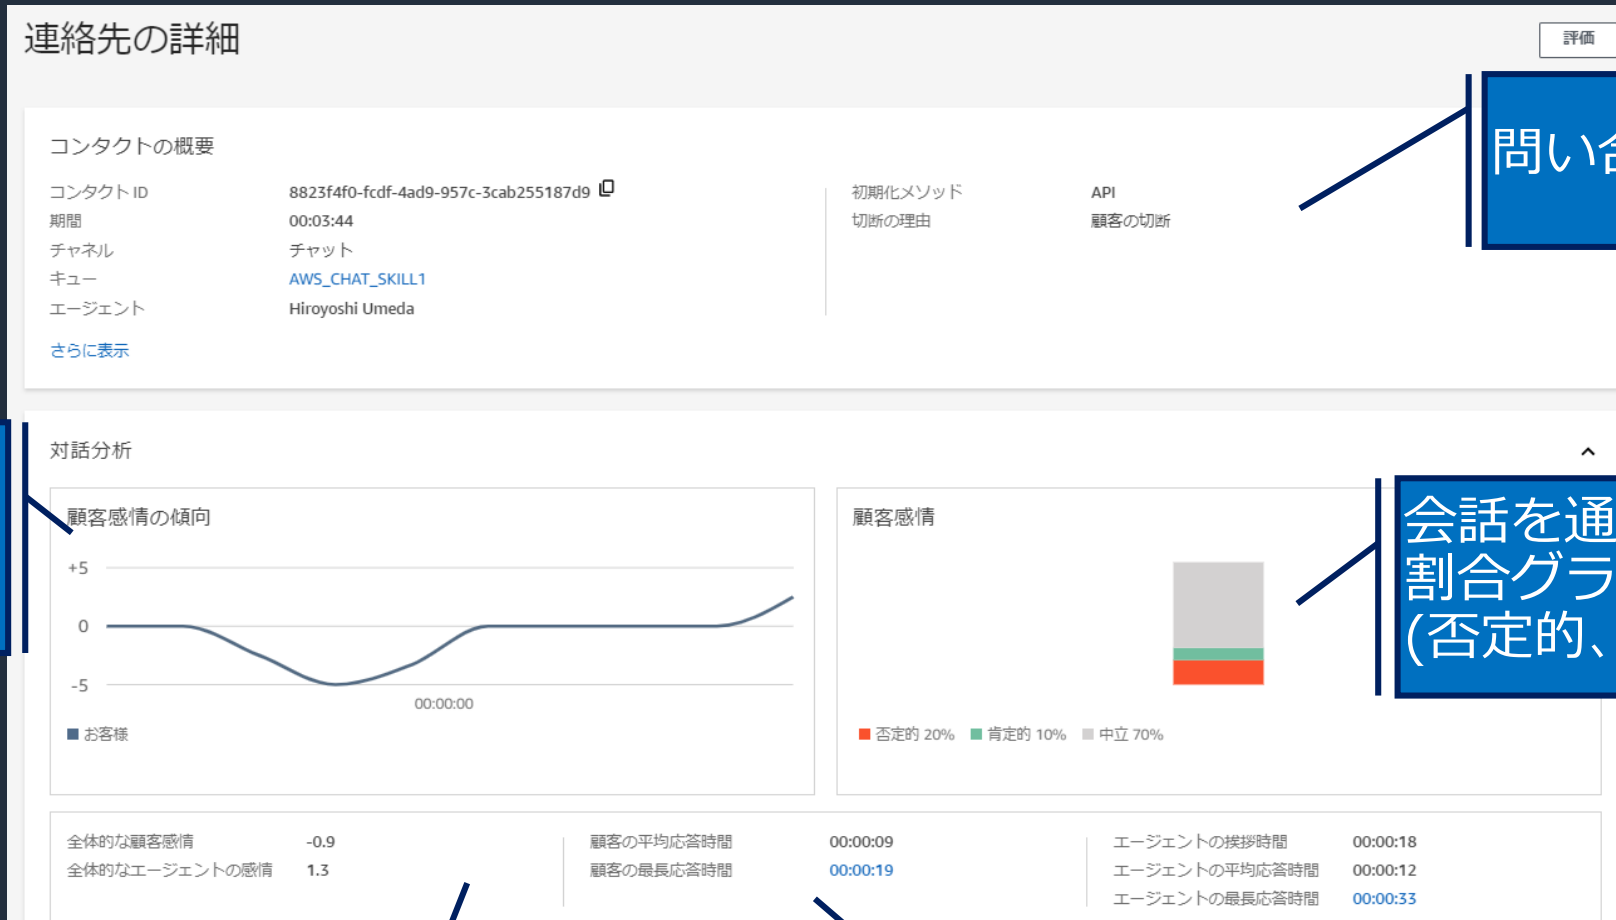 連絡先の詳細
評価
問い
コンタクトの概要
コンタクト ID 8823f4f0-fcdf-4ad9-957c-3cab255187d9
初期化メソッド API
期間 00:03:44
切断の理由 顧客の切断
チャネル チャット
キュー AWS_CHAT_SKILL1
エージェント Hiroyoshi Umeda
さらに表示
対話分析
顧客感情の傾向
+5
0
-5
00:00:00
お客様
顧客感情
否定的 20% 肯定的 10% 中立 70%
会話を通
割合グラ
(否定的、
全体的な顧客感情 -0.9
全体的なエージェントの感情 1.3
顧客の平均応答時間 00:00:09
顧客の最長応答時間 00:00:19
エージェントの挨拶時間 00:00:18
エージェントの平均応答時間 00:00:12
エージェントの最長応答時間 00:00:33